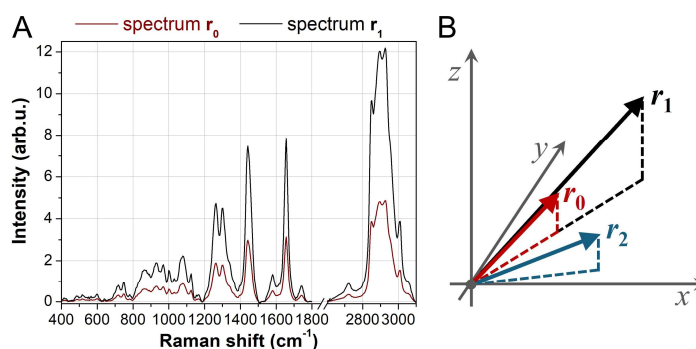 A
spectrum r0
spectrum r1
B
Intensity (arb.u.)
12
10
8
6
4
2
0
400 600 800 1000 1200 1400 1600 1800 2800 3000
Raman shift (cm-1)
z
y
x
r1
r0
r2